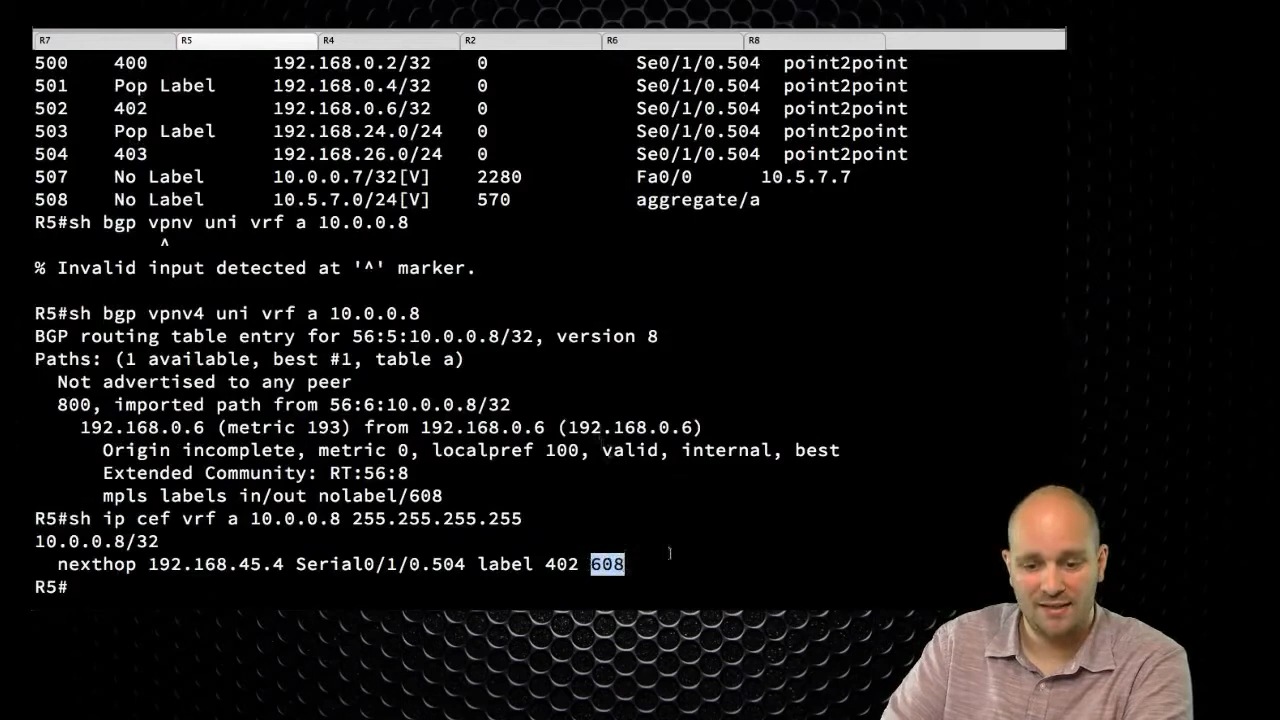 R7 R5 R4 R2 R6 R8
500 400 192.168.0.2/32 0 Se0/1/0.504 point2point
501 Pop Label 192.168.0.4/32 0 Se0/1/0.504 point2point
502 402 192.168.0.6/32 0 Se0/1/0.504 point2point
503 Pop Label 192.168.24.0/24 0 Se0/1/0.504 point2point
504 403 192.168.26.0/24 0 Se0/1/0.504 point2point
507 No Label 10.0.0.7/32[V] 2280 Fa0/0 10.5.7.7
508 No Label 10.5.7.0/24[V] 570 aggregate/a
R5#sh bgp vpnv uni vrf a 10.0.0.8
^
% Invalid input detected at '^' marker.
R5#sh bgp vpnv4 uni vrf a 10.0.0.8
BGP routing table entry for 56:5:10.0.0.8/32, version 8
Paths: (1 available, best #1, table a)
Not advertised to any peer
800, imported path from 56:6:10.0.0.8/32
192.168.0.6 (metric 193) from 192.168.0.6 (192.168.0.6)
Origin incomplete, metric 0, localpref 100, valid, internal, best
Extended Community: RT:56:8
mpls labels in/out nolabel/608
R5#sh ip cef vrf a 10.0.0.8 255.255.255.255
10.0.0.8/32
nexthop 192.168.45.4 Serial0/1/0.504 label 402 608
R5#